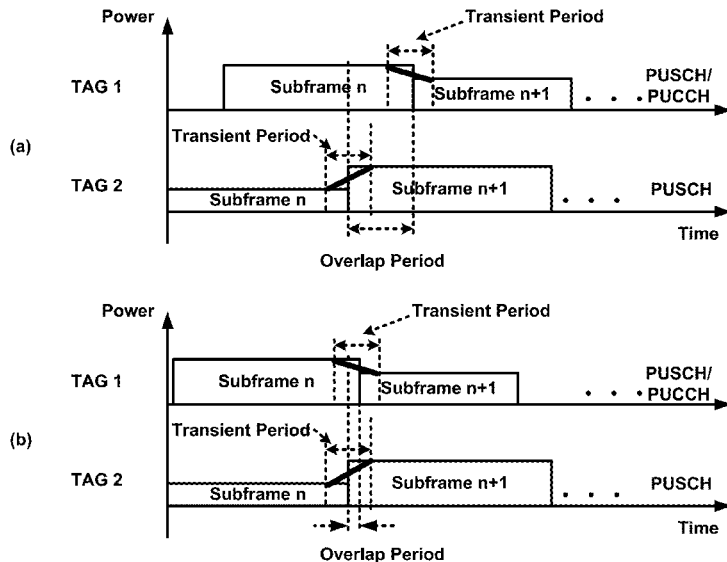 Power
Transient Period
TAG 1
Subframe n
Subframe n+1
PUSCH/
PUCCH
. . .
(a)
Transient Period
TAG 2
Subframe n
Subframe n+1
. . .
PUSCH
Time
Overlap Period
Power
Transient Period
TAG 1
Subframe n
Subframe n+1
PUSCH/
PUCCH
. . .
(b)
Transient Period
TAG 2
Subframe n
Subframe n+1
. . .
PUSCH
Time
Overlap Period